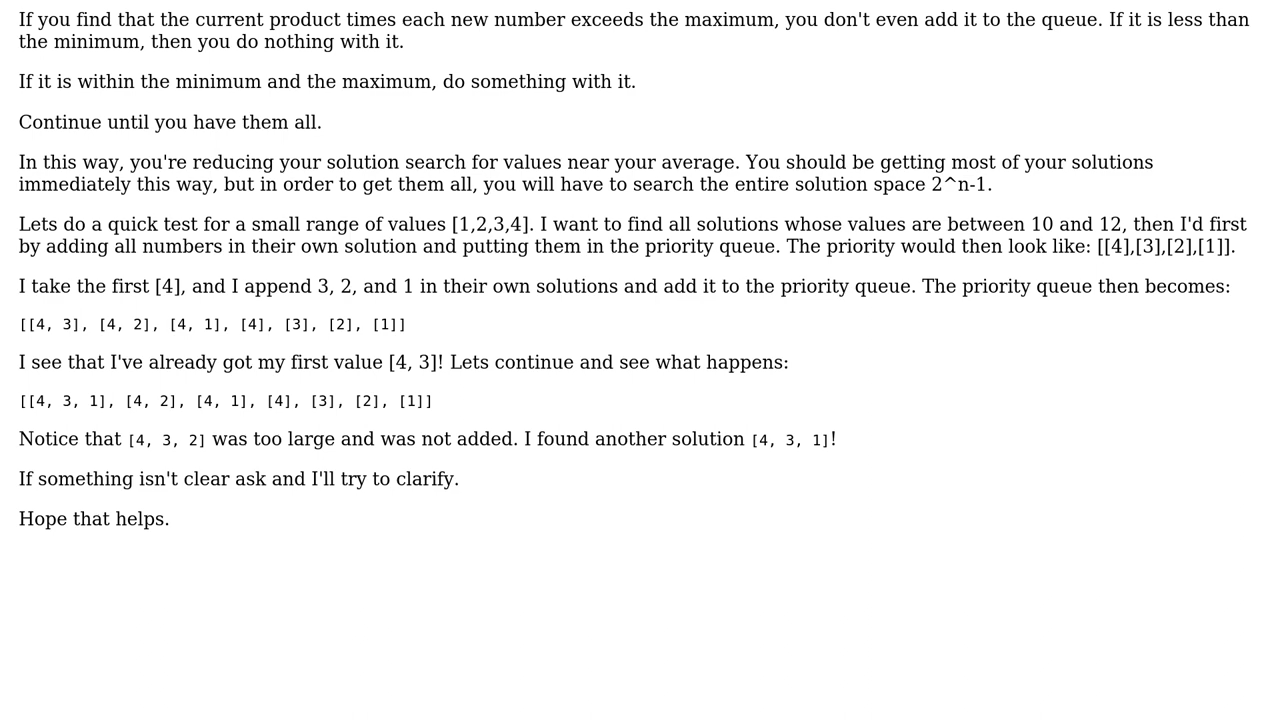 If you find that the current product times each new number exceeds the maximum, you don't even add it to the queue. If it is less than
the minimum, then you do nothing with it.
If it is within the minimum and the maximum, do something with it.
Continue until you have them all.
In this way, you're reducing your solution search for values near your average. You should be getting most of your solutions
immediately this way, but in order to get them all, you will have to search the entire solution space 2^n-1.
Lets do a quick test for a small range of values [1,2,3,4]. I want to find all solutions whose values are between 10 and 12, then I'd first
by adding all numbers in their own solution and putting them in the priority queue. The priority would then look like: [[4],[3],[2],[1]].
I take the first [4], and I append 3, 2, and 1 in their own solutions and add it to the priority queue. The priority queue then becomes:
[[4, 3], [4, 2], [4, 1], [4], [3], [2], [1]]
I see that I've already got my first value [4, 3]! Lets continue and see what happens:
[[4, 3, 1], [4, 2], [4, 1], [4], [3], [2], [1]]
Notice that [4, 3, 2] was too large and was not added. I found another solution [4, 3, 1]!
If something isn't clear ask and I'll try to clarify.
Hope that helps.